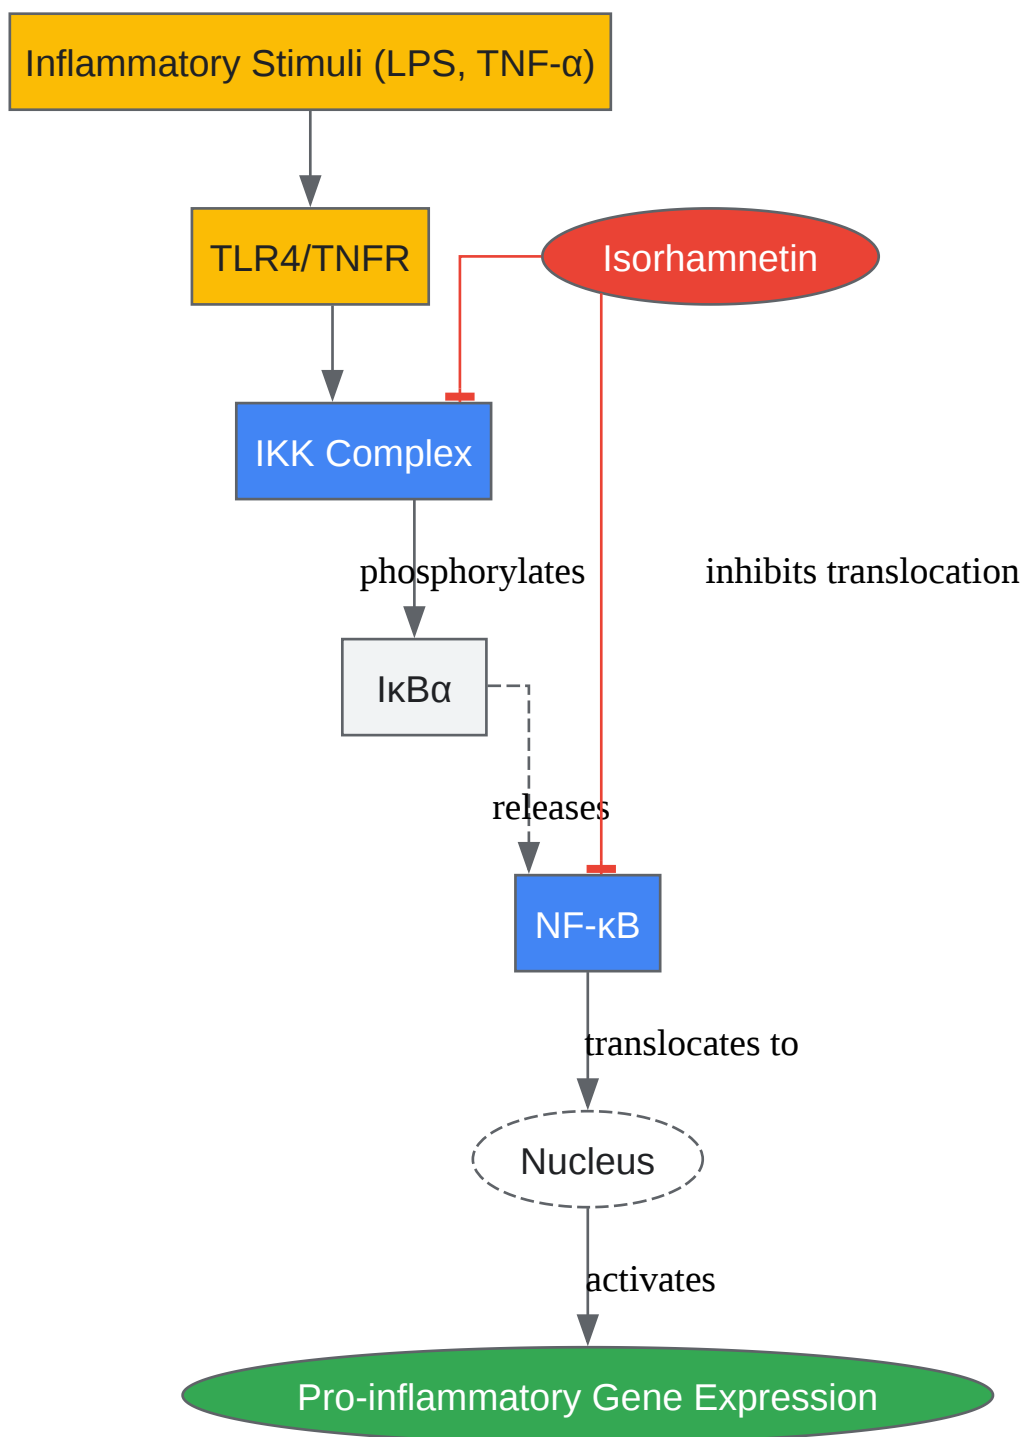 Inflammatory Stimuli (LPS, TNF-α)
TLR4/TNFR
Isorhamnetin
IKK Complex
phosphorylates
inhibits translocation
IκBα
releases
NF-κB
translocates to
Nucleus
activates
Pro-inflammatory Gene Expression